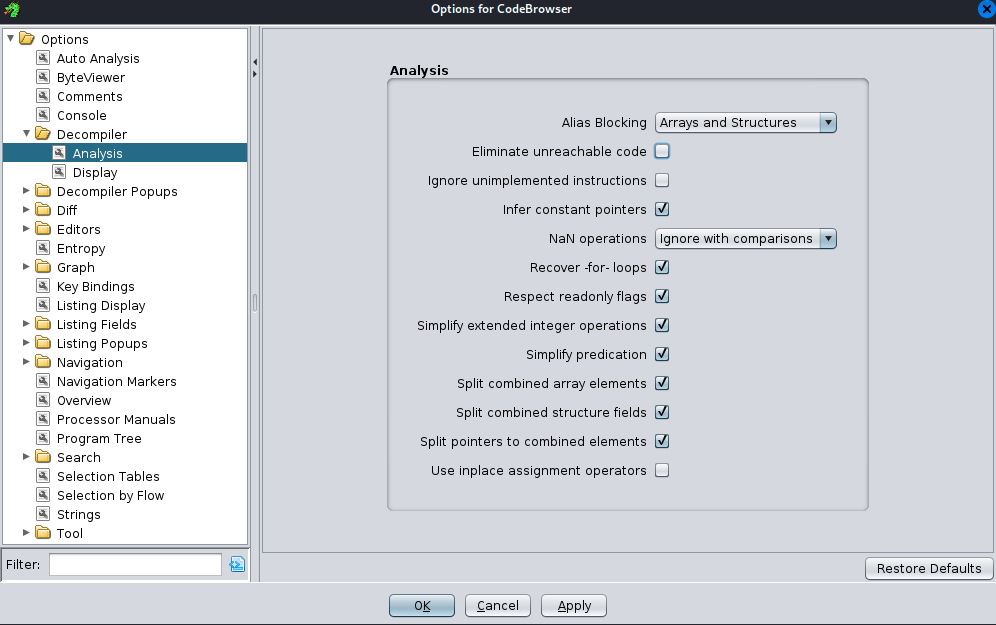 Options for CodeBrowser
Options
Auto Analysis
ByteViewer
Comments
Console
Decompiler
Analysis
Display
Decompiler Popups
Diff
Editors
Entropy
Graph
Key Bindings
Listing Display
Listing Fields
Listing Popups
Navigation
Navigation Markers
Overview
Processor Manuals
Program Tree
Search
Selection Tables
Selection by Flow
Strings
Tool
Filter:
Analysis
Alias Blocking Arrays and Structures
Eliminate unreachable code
Ignore unimplemented instructions
Infer constant pointers
NaN operations Ignore with comparisons
Recover -for- loops
Respect readonly flags
Simplify extended integer operations
Simplify predication
Split combined array elements
Split combined structure fields
Split pointers to combined elements
Use inplace assignment operators
Restore Defaults
OK Cancel Apply